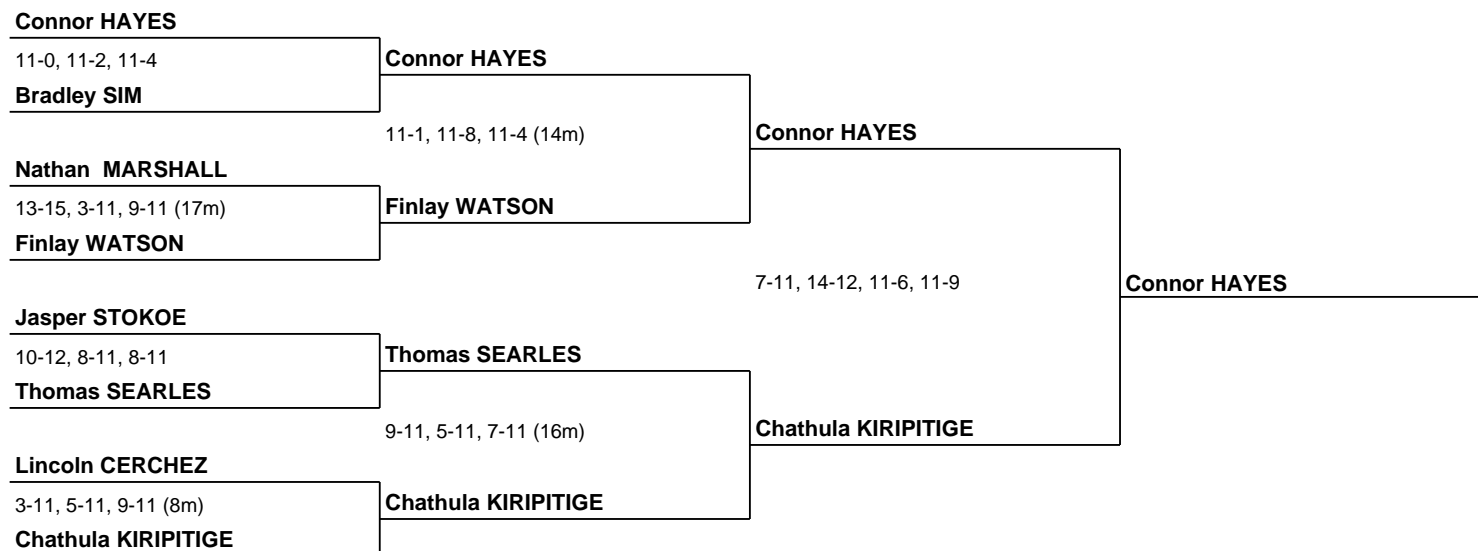 Connor HAYES
11-0, 11-2, 11-4
Bradley SIM
Nathan  MARSHALL
13-15, 3-11, 9-11 (17m)
Finlay WATSON
Jasper STOKOE
10-12, 8-11, 8-11
Thomas SEARLES
Lincoln CERCHEZ
3-11, 5-11, 9-11 (8m)
Chathula KIRIPITIGE
Connor HAYES
11-1, 11-8, 11-4 (14m)
Finlay WATSON
Thomas SEARLES
9-11, 5-11, 7-11 (16m)
Chathula KIRIPITIGE
Connor HAYES
7-11, 14-12, 11-6, 11-9
Chathula KIRIPITIGE
Connor HAYES